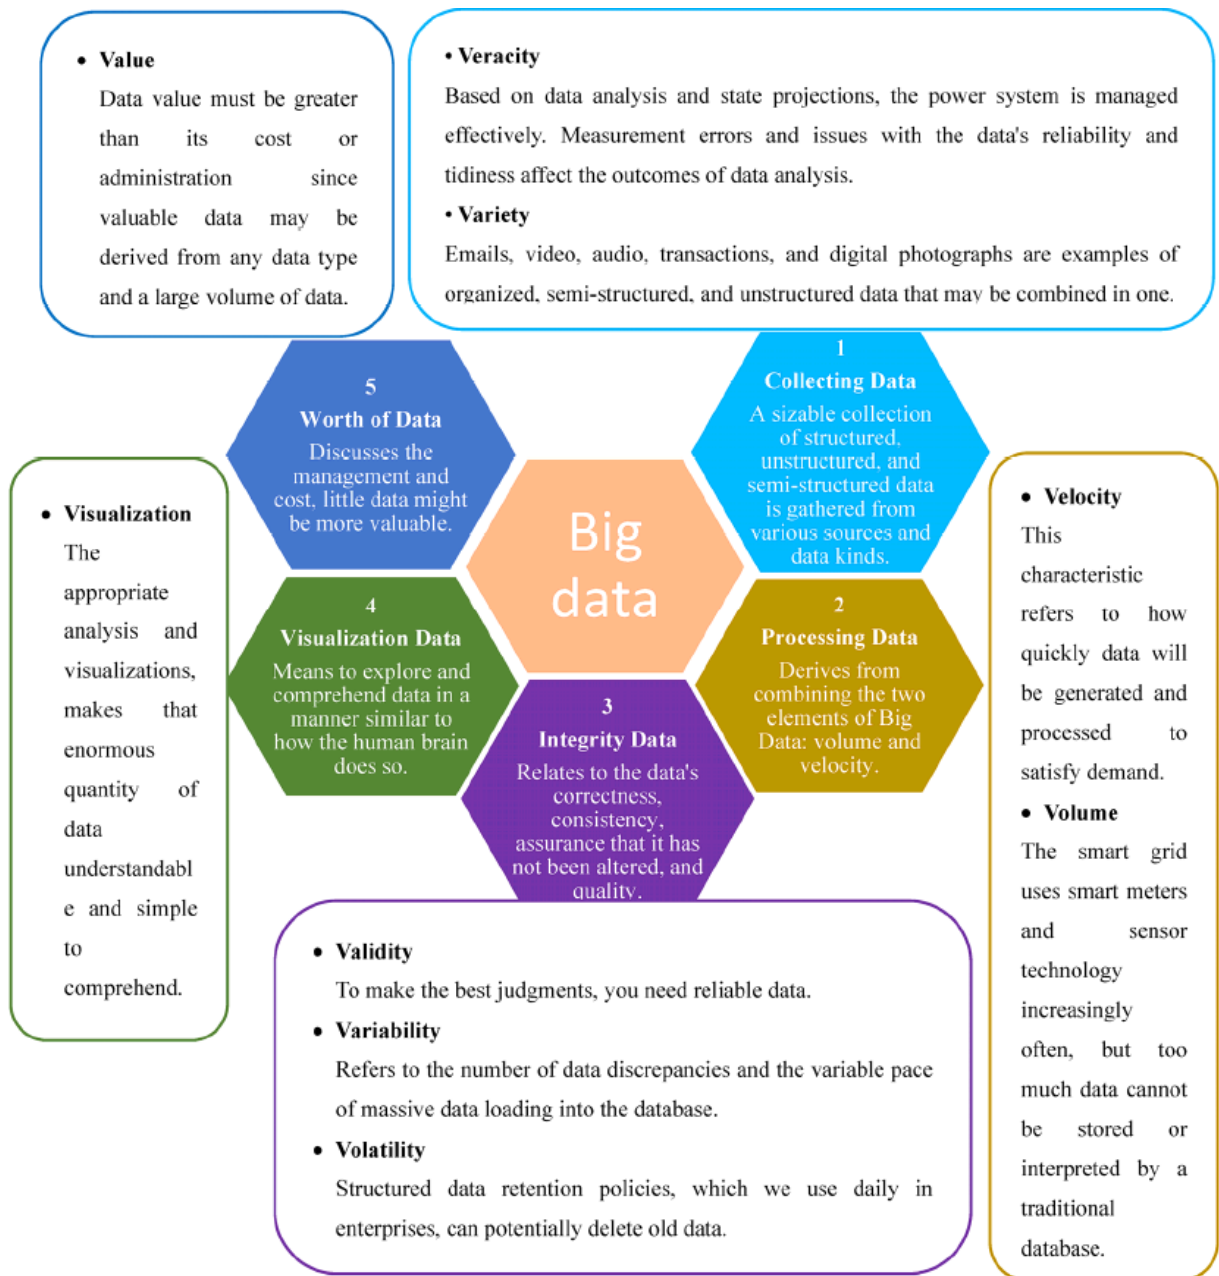 • Value
Data value must be greater
than its cost or
administration since
valuable data may be
derived from any data type
and a large volume of data.
• Veracity
Based on data analysis and state projections, the power system is managed
effectively. Measurement errors and issues with the data's reliability and
tidiness affect the outcomes of data analysis.
• Variety
Emails, video, audio, transactions, and digital photographs are examples of
organized, semi-structured, and unstructured data that may be combined in one.
5
Worth of Data
Discusses the
management and
cost, little data might
be more valuable.
1
Collecting Data
A sizable collection
of structured,
unstructured, and
semi-structured data
is gathered from
various sources and
data kinds.
Big
data
• Visualization
The
appropriate
analysis and
visualizations,
makes that
enormous
quantity of
data
understandabl
e and simple
to
comprehend.
4
Visualization Data
Means to explore and
comprehend data in a
manner similar to
how the human brain
does so.
3
Integrity Data
Relates to the data's
correctness,
consistency,
assurance that it has
not been altered, and
quality.
2
Processing Data
Derives from
combining the two
elements of Big
Data: volume and
velocity.
• Velocity
This
characteristic
refers to how
quickly data will
be generated and
processed to
satisfy demand.
• Volume
The smart grid
uses smart meters
and sensor
technology
increasingly
often, but too
much data cannot
be stored or
interpreted by a
traditional
database.
• Validity
To make the best judgments, you need reliable data.
• Variability
Refers to the number of data discrepancies and the variable pace
of massive data loading into the database.
• Volatility
Structured data retention policies, which we use daily in
enterprises, can potentially delete old data.